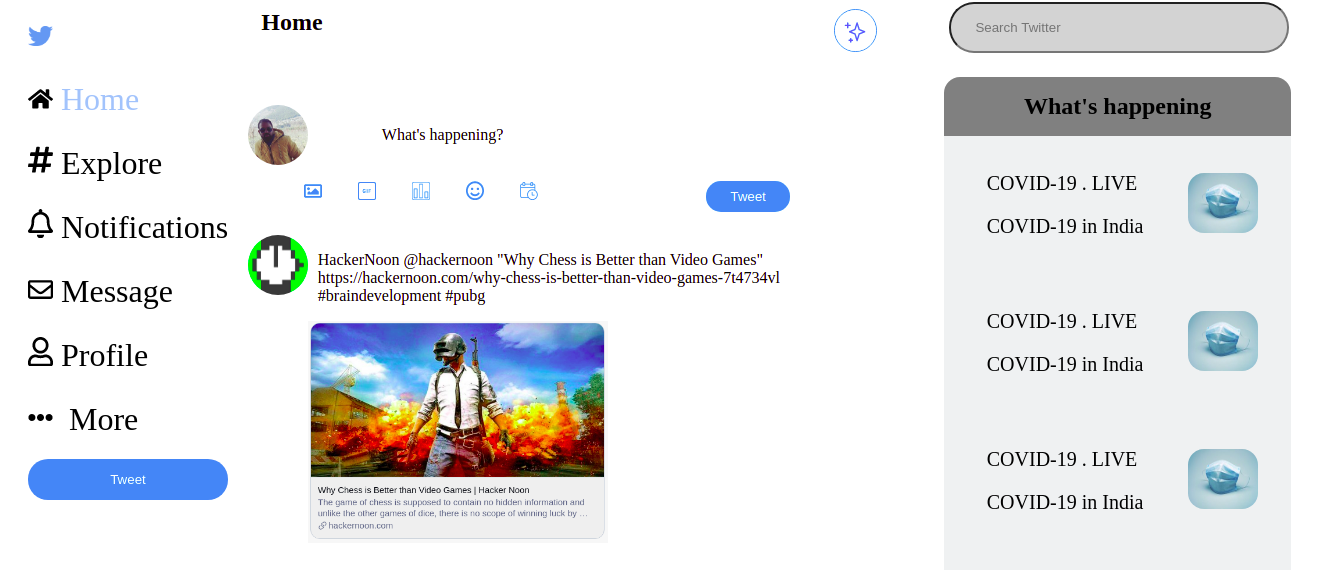 Home
Explore
Notifications
Message
Profile
More
Tweet
Home
What's happening?
GIF
Tweet
HackerNoon @hackernoon "Why Chess is Better than Video Games"
https://hackernoon.com/why-chess-is-better-than-video-games-7t4734vl
#braindevelopment #pubg
Why Chess is Better than Video Games | Hacker Noon
The game of chess is supposed to contain no hidden information and
unlike the other games of dice, there is no scope of winning luck by ...
hackernoon.com
Search Twitter
What's happening
COVID-19 . LIVE
COVID-19 in India
COVID-19 . LIVE
COVID-19 in India
COVID-19 . LIVE
COVID-19 in India